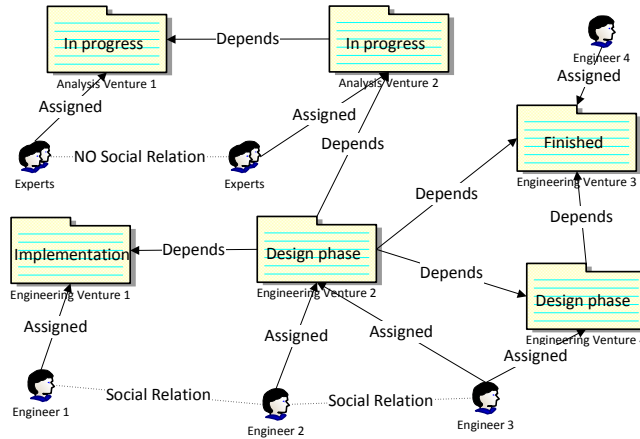 In progress
Depends
In progress
Analysis Venture 1
Analysis Venture 2
Engineer 4
Assigned
Assigned
Assigned
Depends
NO Social Relation
Experts
Experts
Finished
Engineering Venture 3
Depends
Depends
Implementation
Depends
Design phase
Depends
Engineering Venture 1
Engineering Venture 2
Design phase
Engineering Venture
Assigned
Assigned
Assigned
Assigned
Engineer 1
Social Relation
Engineer 2
Social Relation
Engineer 3